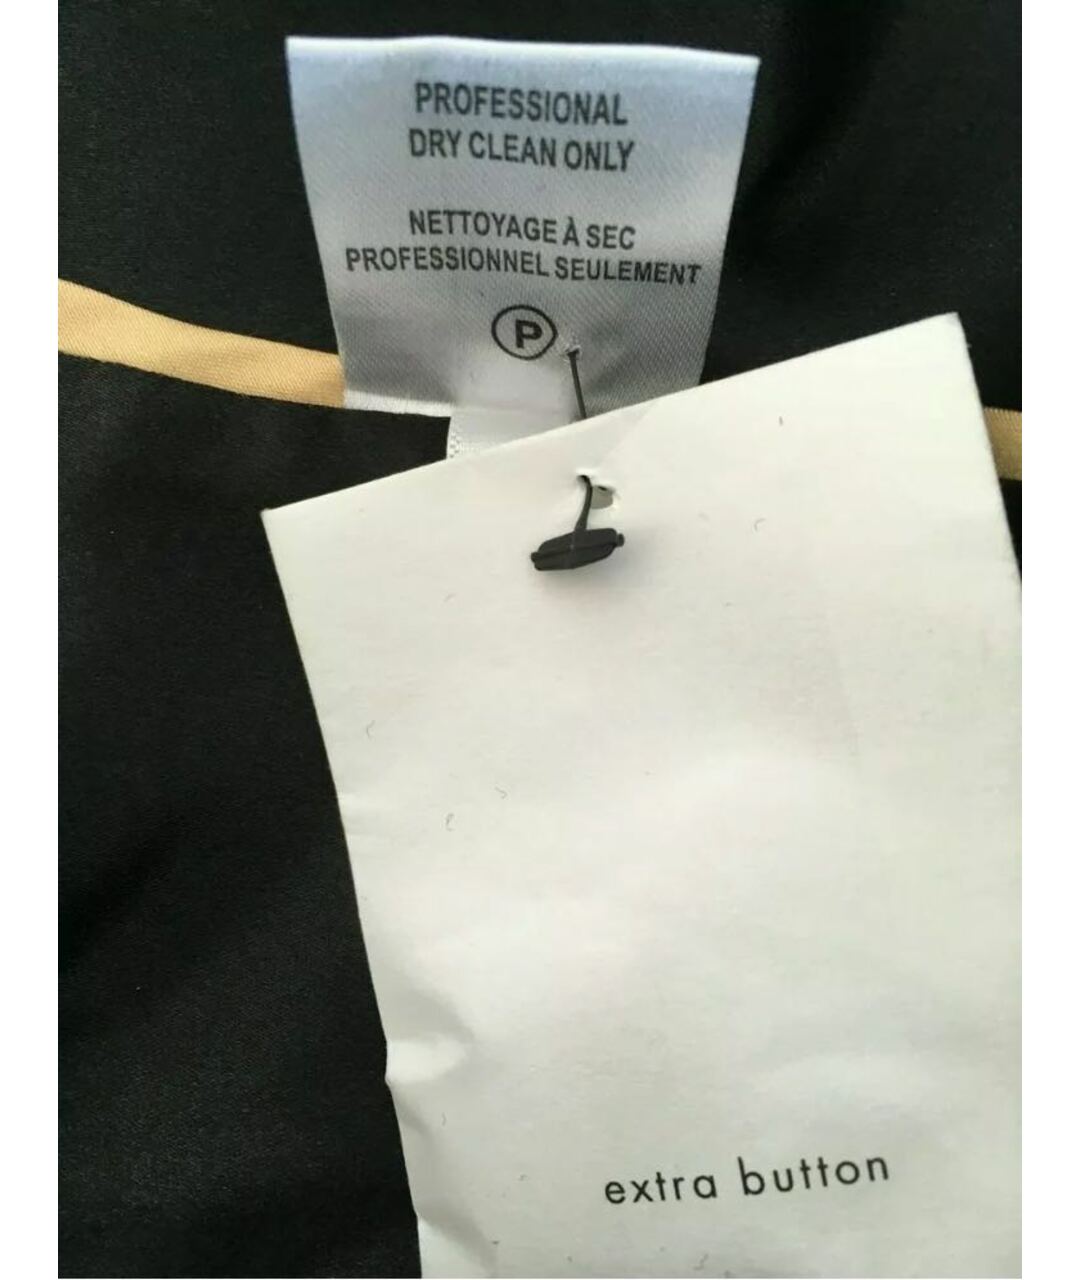 PROFESSIONAL
DRY CLEAN ONLY
NETTOYAGE À SEC
PROFESSIONNEL SEULEMENT
P
extra button